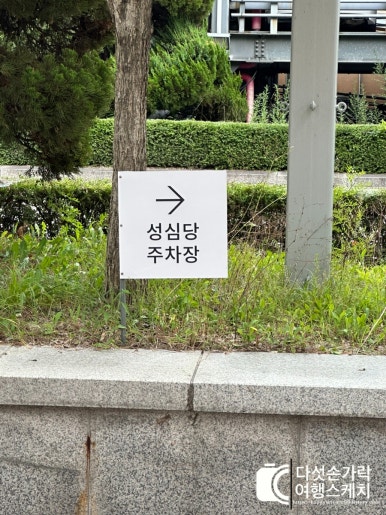 →
성심당
주차장
다섯손가락
여행스케치